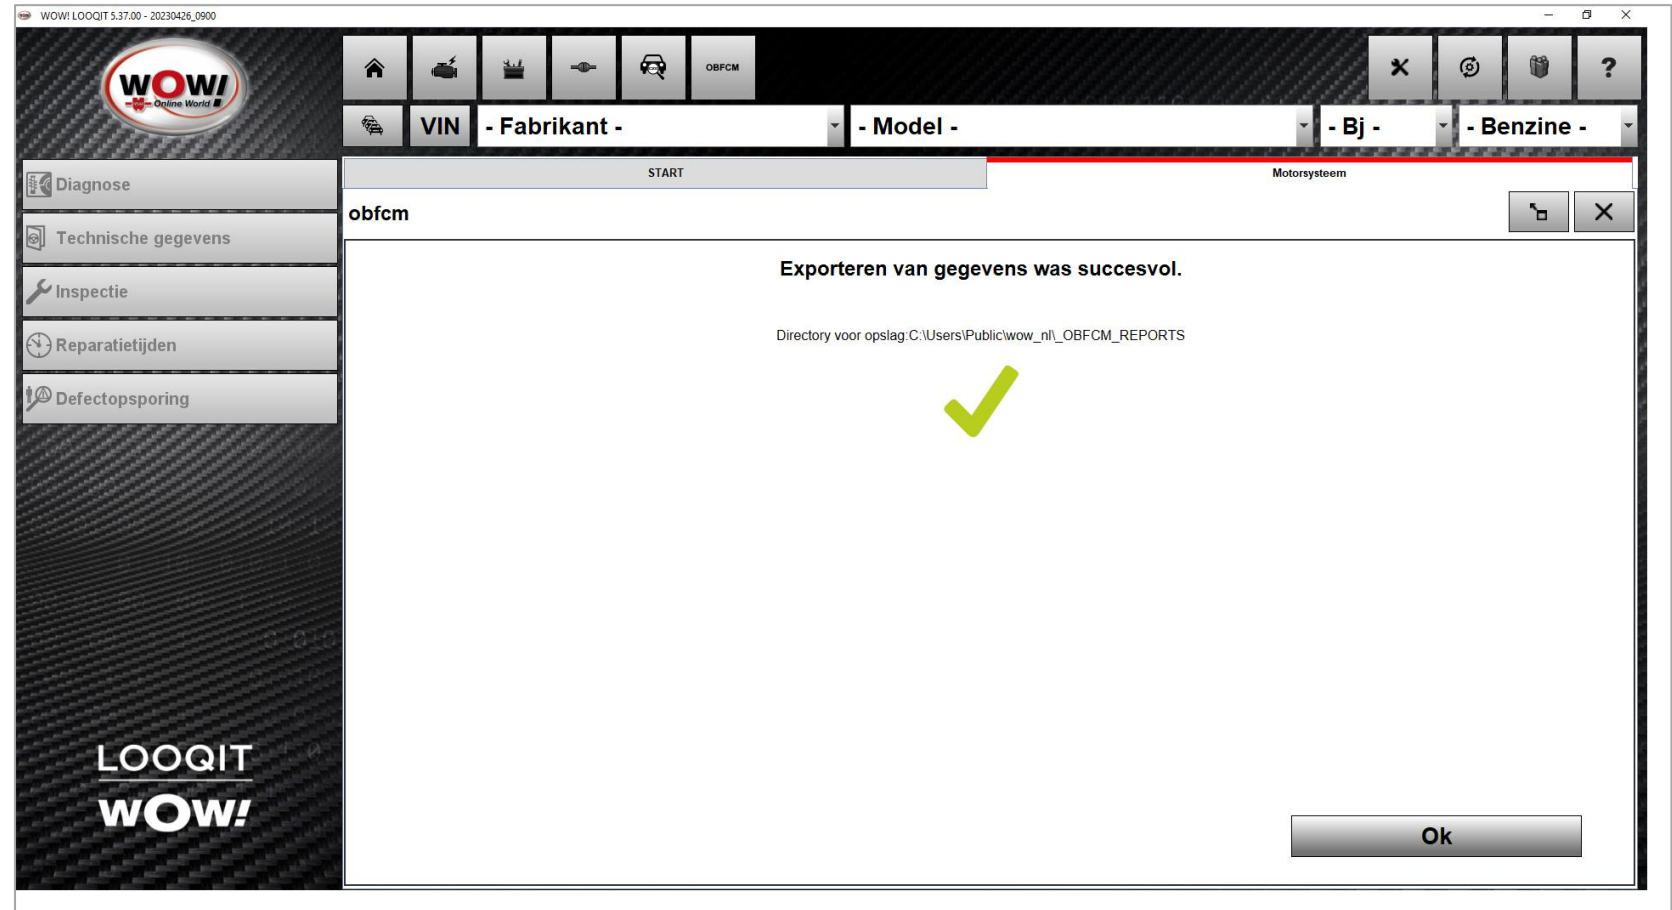 WOW! LOOQIT 5.37.00 - 20230426_0900
WOW!
Online World
OBFCM
?
VIN
- Fabrikant -
- Model -
- Bj -
- Benzine -
START
Motorsysteem
Diagnose
Technische gegevens
Inspectie
Reparatietijden
Defectopsporing
obfcm
Exporteren van gegevens was succesvol.
Directory voor opslag:C:\Users\Public\wow_nl\_OBFCM_REPORTS
LOOQIT
WOW!
Ok